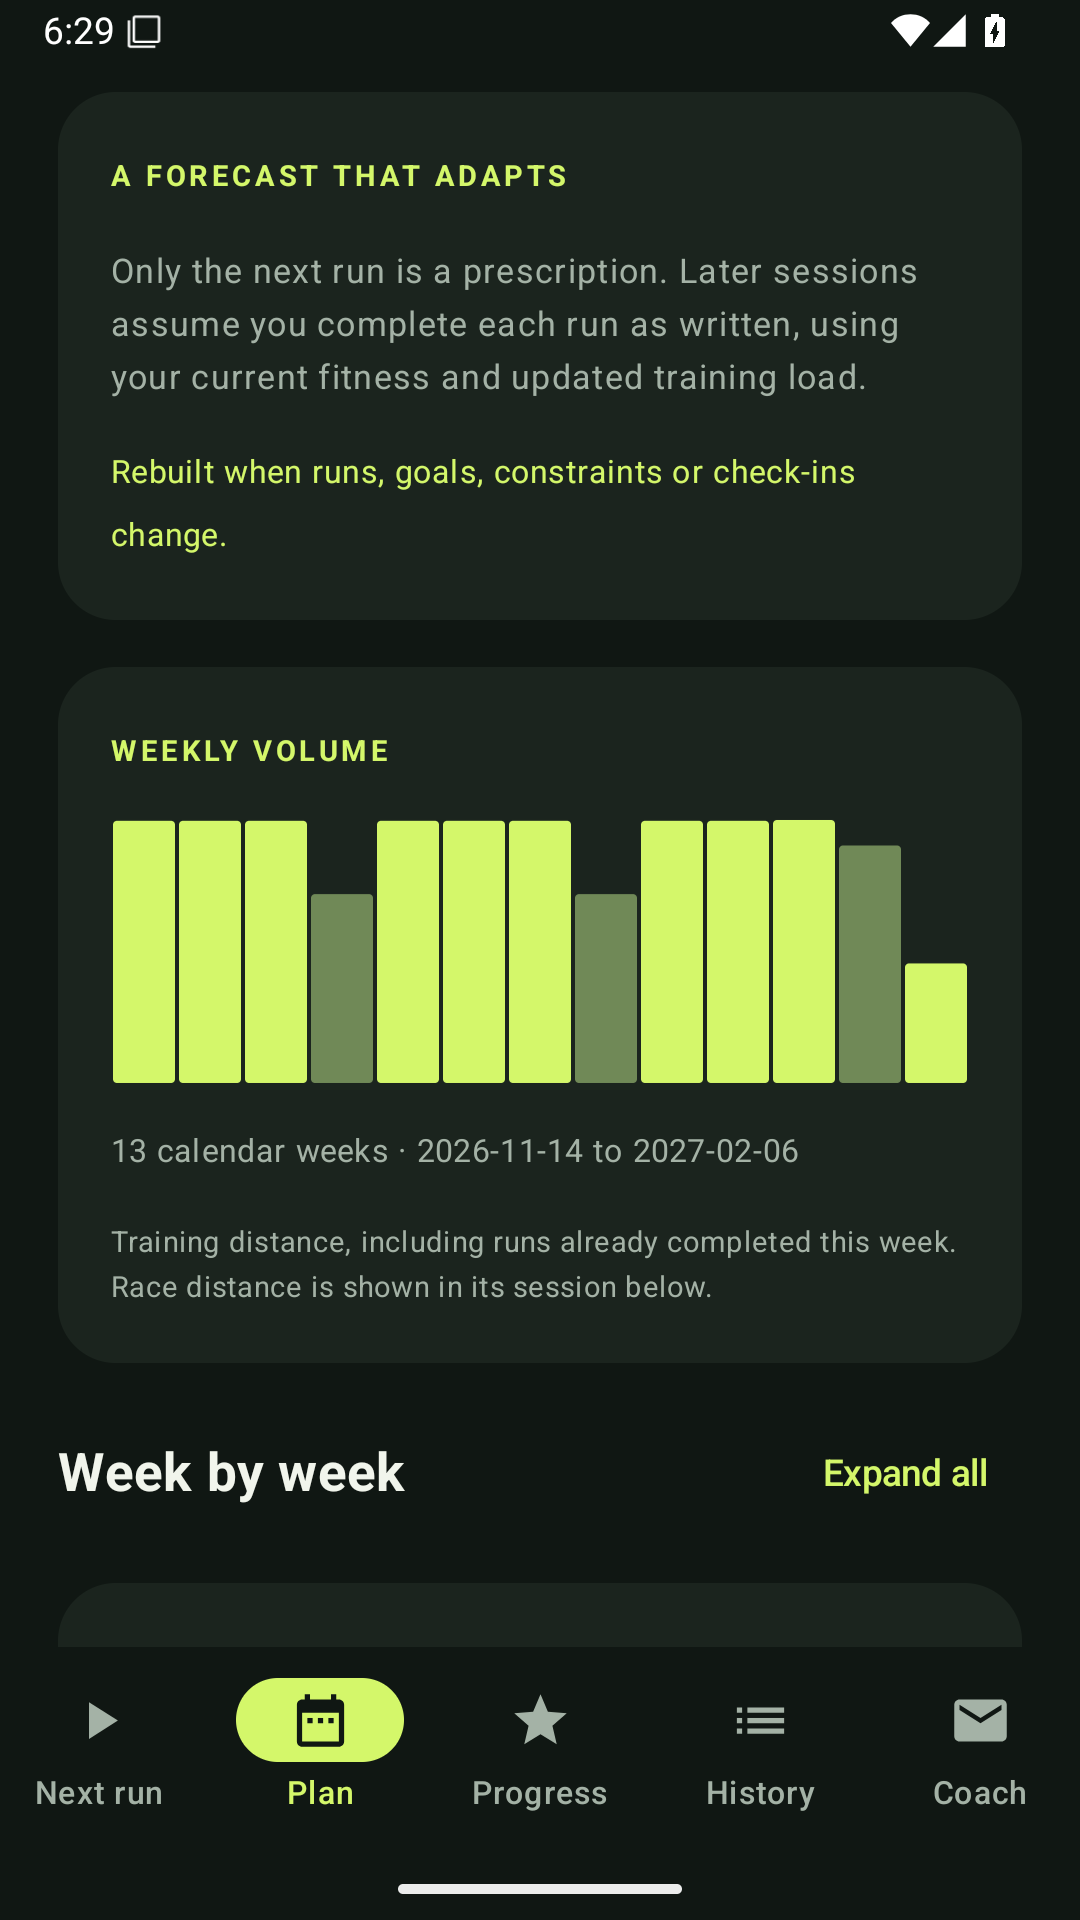 6:29
A FORECAST THAT ADAPTS
Only the next run is a prescription. Later sessions
assume you complete each run as written, using
your current fitness and updated training load.
Rebuilt when runs, goals, constraints or check-ins
change.
WEEKLY VOLUME
13 calendar weeks · 2026-11-14 to 2027-02-06
Training distance, including runs already completed this week.
Race distance is shown in its session below.
Week by week
Expand all
Next run
Plan
Progress
History
Coach